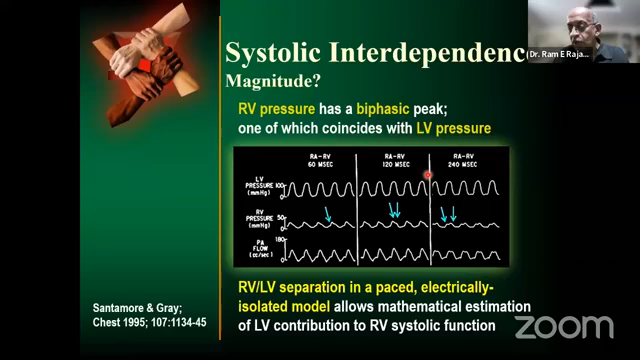 Systolic Interdependence
Dr. Ram E Raja...
Magnitude?
RV pressure has a biphasic peak;
one of which coincides with LV pressure
RA-RV
60 MSEC
RA-RV
120 MSEC
RA-RV
240 MSEC
LV
PRESSURE 100
(mmHg) 0
RV
PRESSURE 50
(mmHg) 0
PA 180
FLOW
(cc/sec) 0
RV/LV separation in a paced, electrically-
isolated model allows mathematical estimation
of LV contribution to RV systolic function
Santamore & Gray;
Chest 1995; 107:1134-45
zoom